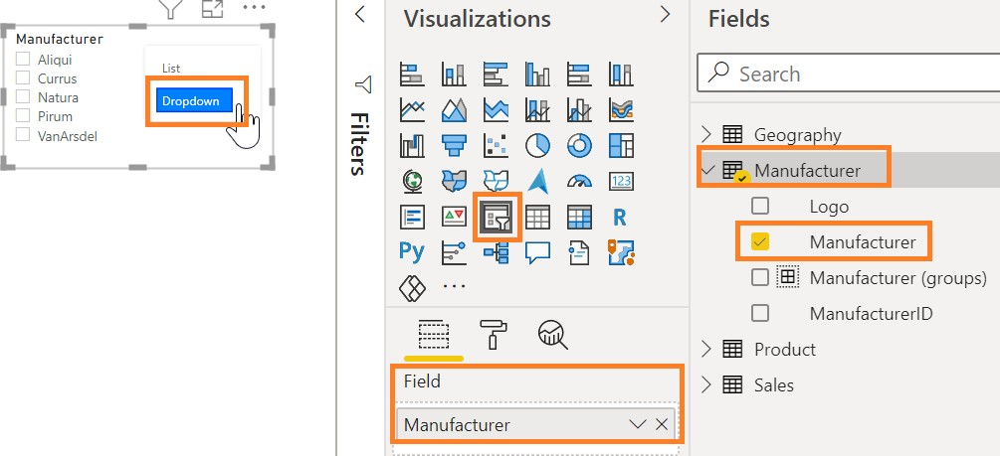 Manufacturer
Aliqui
Currus
Natura
Pirum
VanArsdel
List
Dropdown
Filters
Visualizations
123
R
Py
Field
Manufacturer
Fields
Search
Geography
Manufacturer
Logo
Manufacturer
Manufacturer (groups)
ManufacturerID
Product
Sales